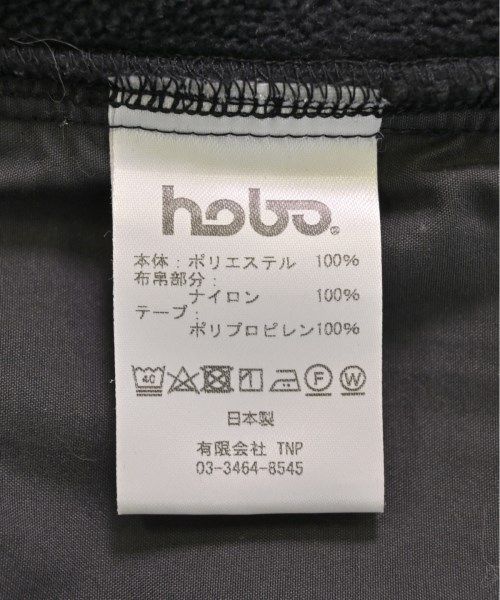 hobo®
本体：ポリエステル 100%
布帛部分：
ナイロン 100%
テープ：
ポリプロピレン100%
40 F W
日本製
有限会社 TNP
03-3464-8545